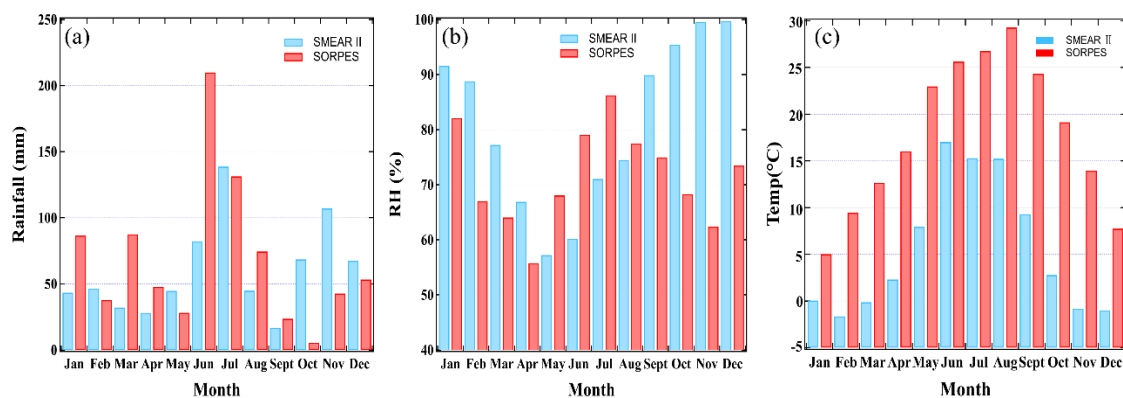 (a)
SMEAR II
SORPES
250
200
150
100
50
0
Rainfall (mm)
Jan Feb Mar Apr May Jun Jul Aug Sept Oct Nov Dec
Month
(b)
SMEAR II
SORPES
100
90
80
70
60
50
40
RH (%)
Jan Feb Mar Apr May Jun Jul Aug Sept Oct Nov Dec
Month
(c)
SMEAR II
SORPES
30
25
20
15
10
5
0
-5
Temp(°C)
Jan Feb Mar Apr May Jun Jul Aug Sept Oct Nov Dec
Month